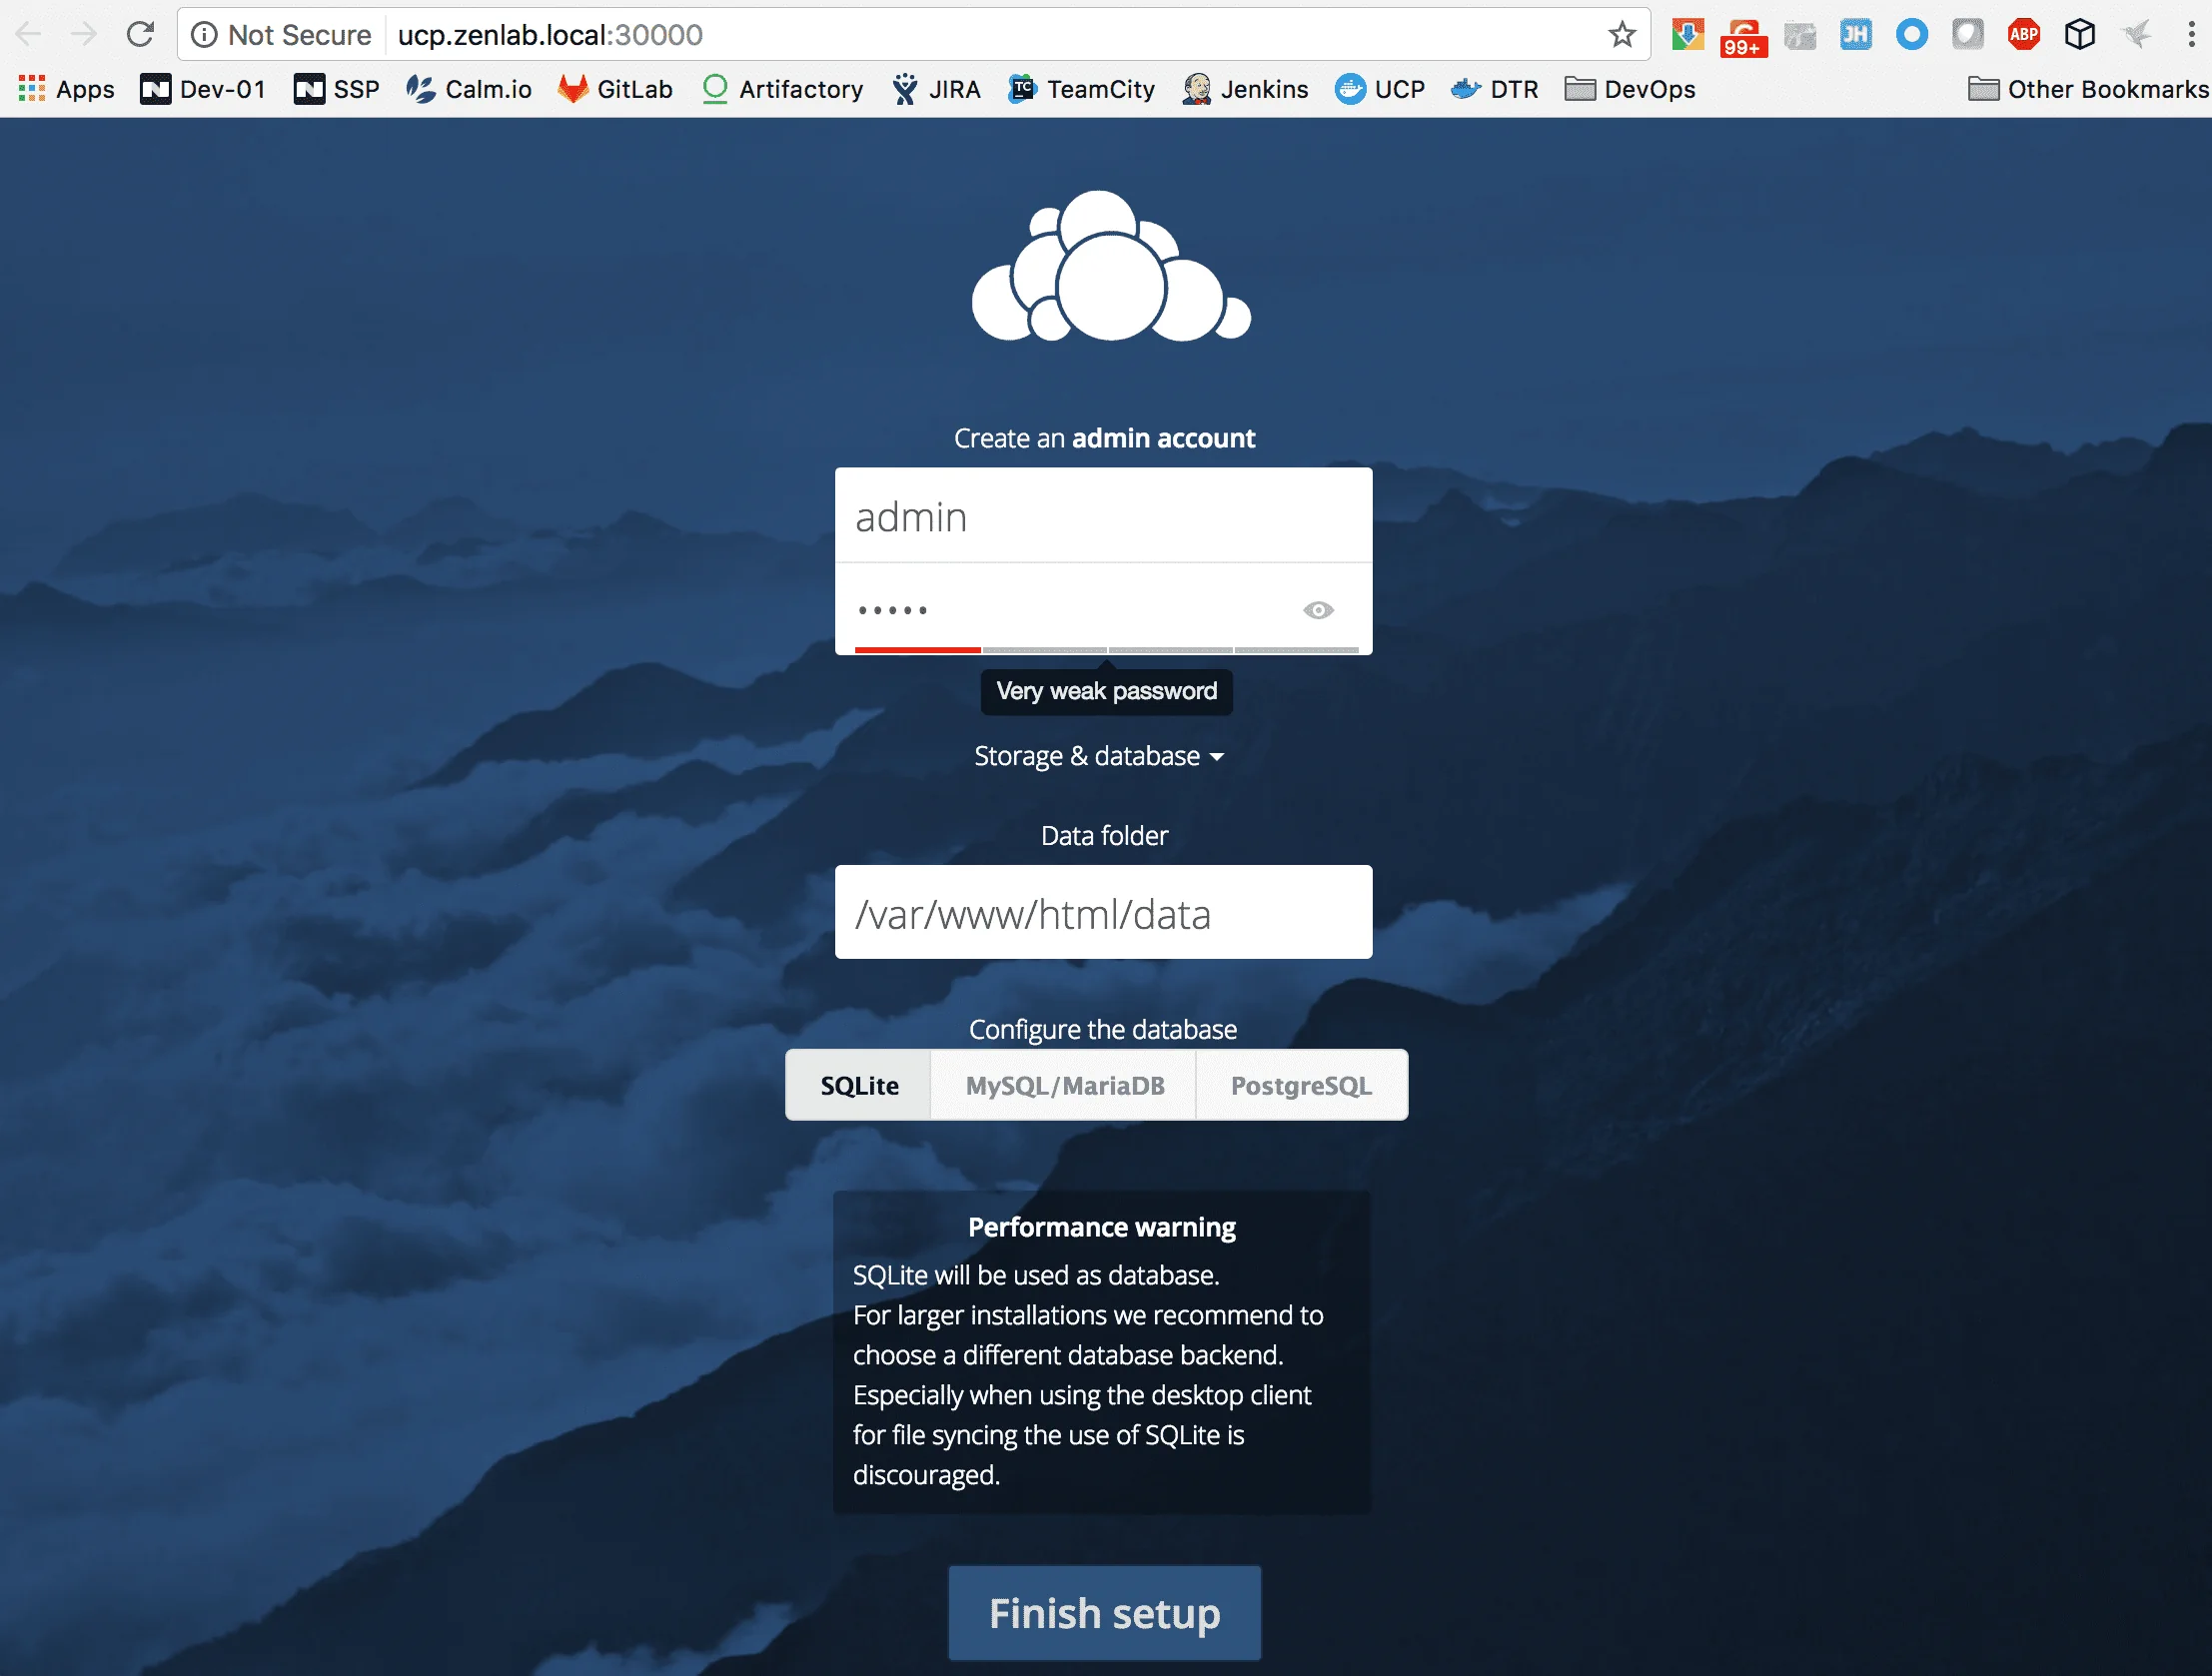 Not Secure ucp.zenlab.local:30000 99+ JH ABP
Apps Dev-01 SSP Calm.io GitLab Artifactory JIRA TC TeamCity Jenkins UCP DTR DevOps Other Bookmarks
Create an admin account
admin
•••••
Very weak password
Storage & database
Data folder
/var/www/html/data
Configure the database
SQLite MySQL/MariaDB PostgreSQL
Performance warning
SQLite will be used as database.
For larger installations we recommend to
choose a different database backend.
Especially when using the desktop client
for file syncing the use of SQLite is
discouraged.
Finish setup